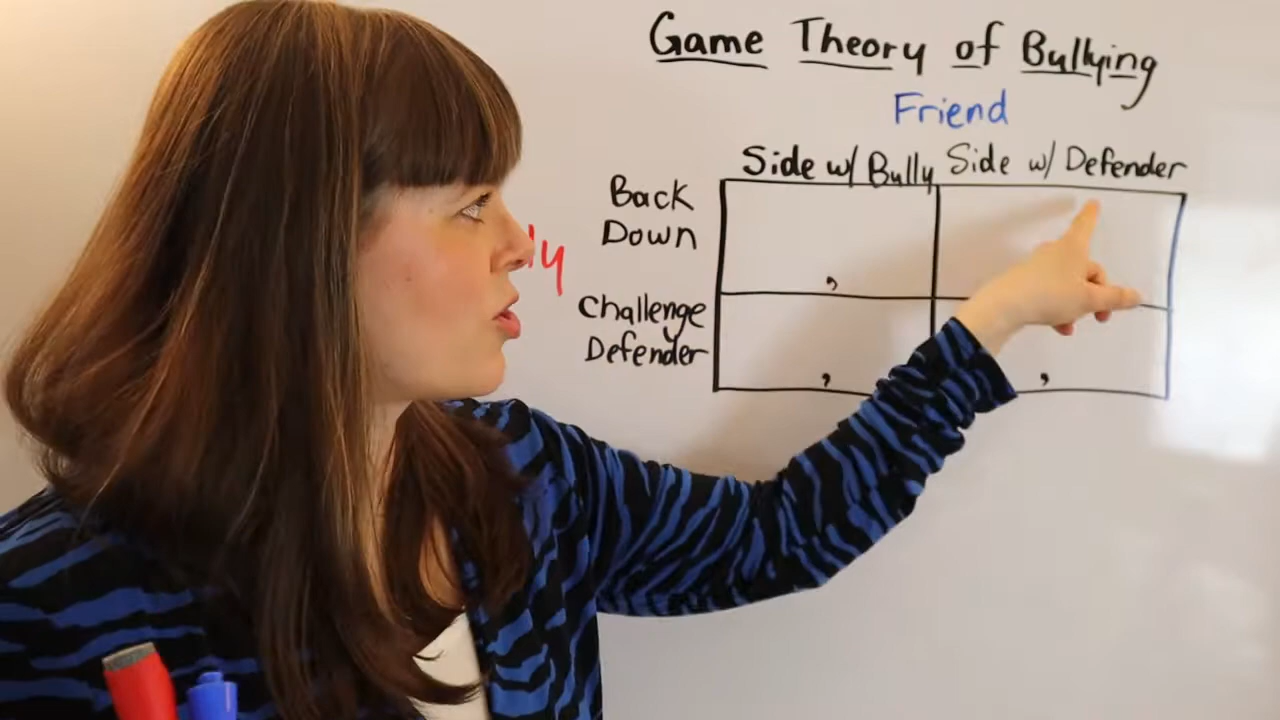 Game Theory of Bullying
Friend
Side w/ Bully Side w/ Defender
Back
Down
Challenge
Defender